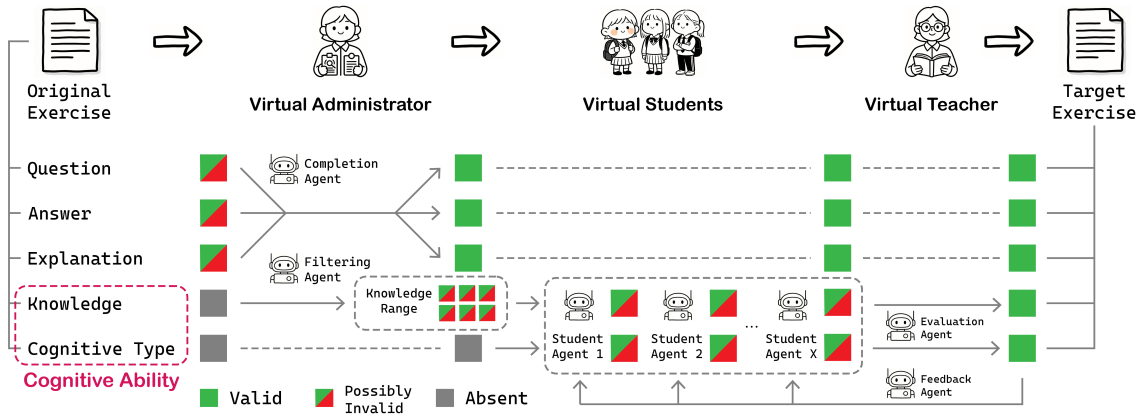 Original
Exercise
Virtual Administrator
Virtual Students
Virtual Teacher
Target
Exercise
Question
Answer
Explanation
Knowledge
Cognitive Type
Cognitive Ability
Completion
Agent
Filtering
Agent
Knowledge
Range
Student
Agent 1
Student
Agent 2
...
Student
Agent X
Evaluation
Agent
Feedback
Agent
Valid
Possibly
Invalid
Absent